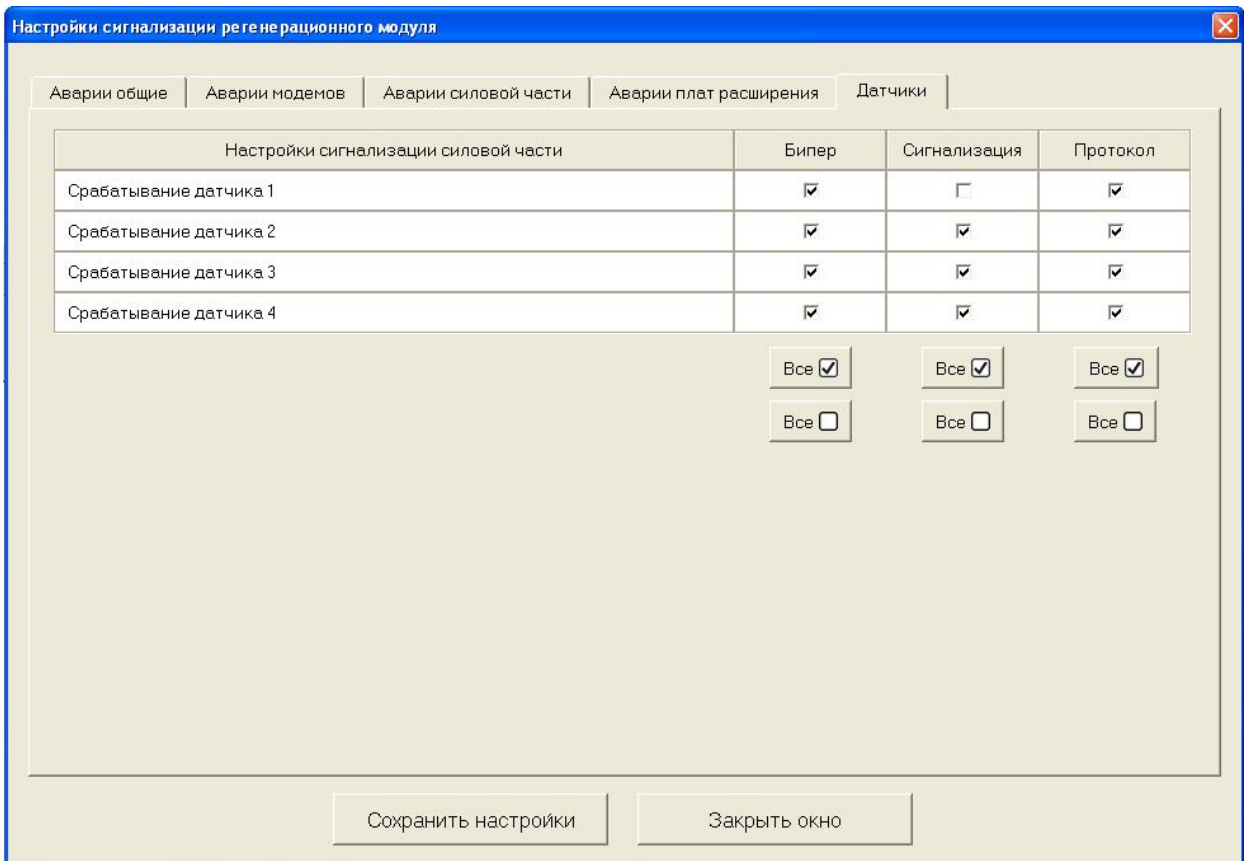 Настройки сигнализации регенерационного модуля
Аварии общие Аварии модемов Аварии силовой части Аварии плат расширения Датчики
Настройки сигнализации силовой части Бипер Сигнализация Протокол
Срабатывание датчика 1
Срабатывание датчика 2
Срабатывание датчика 3
Срабатывание датчика 4
Все Все Все
Все Все Все
Сохранить настройки Закрыть окно